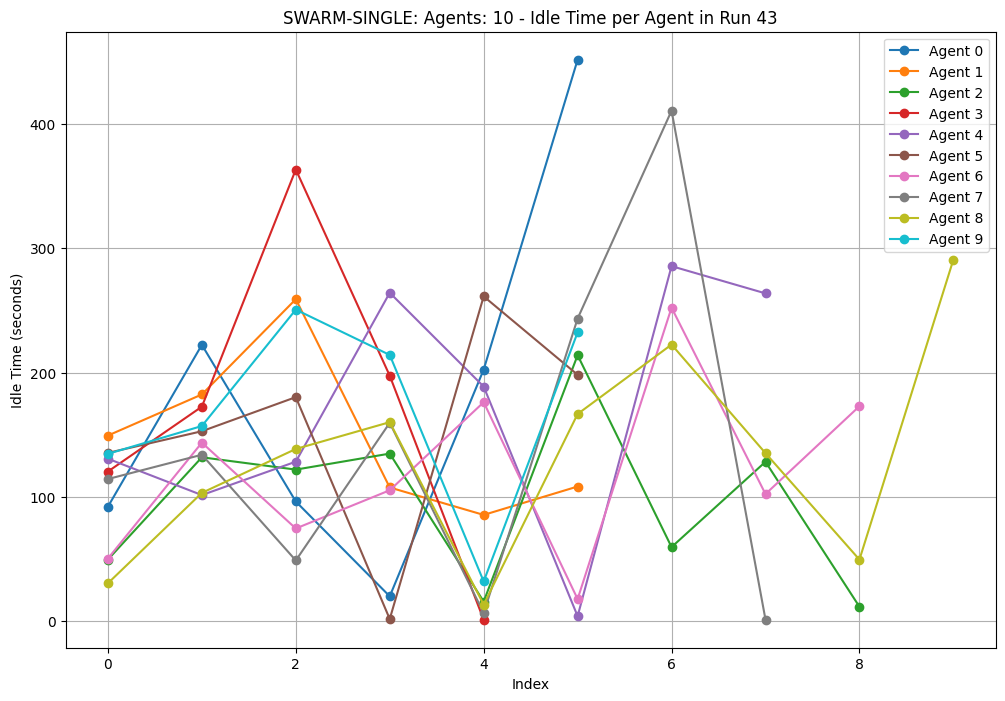 SWARM-SINGLE: Agents: 10 - Idle Time per Agent in Run 43
Idle Time (seconds)
400
300
200
100
0
0 2 4 6 8
Index
Agent 0
Agent 1
Agent 2
Agent 3
Agent 4
Agent 5
Agent 6
Agent 7
Agent 8
Agent 9